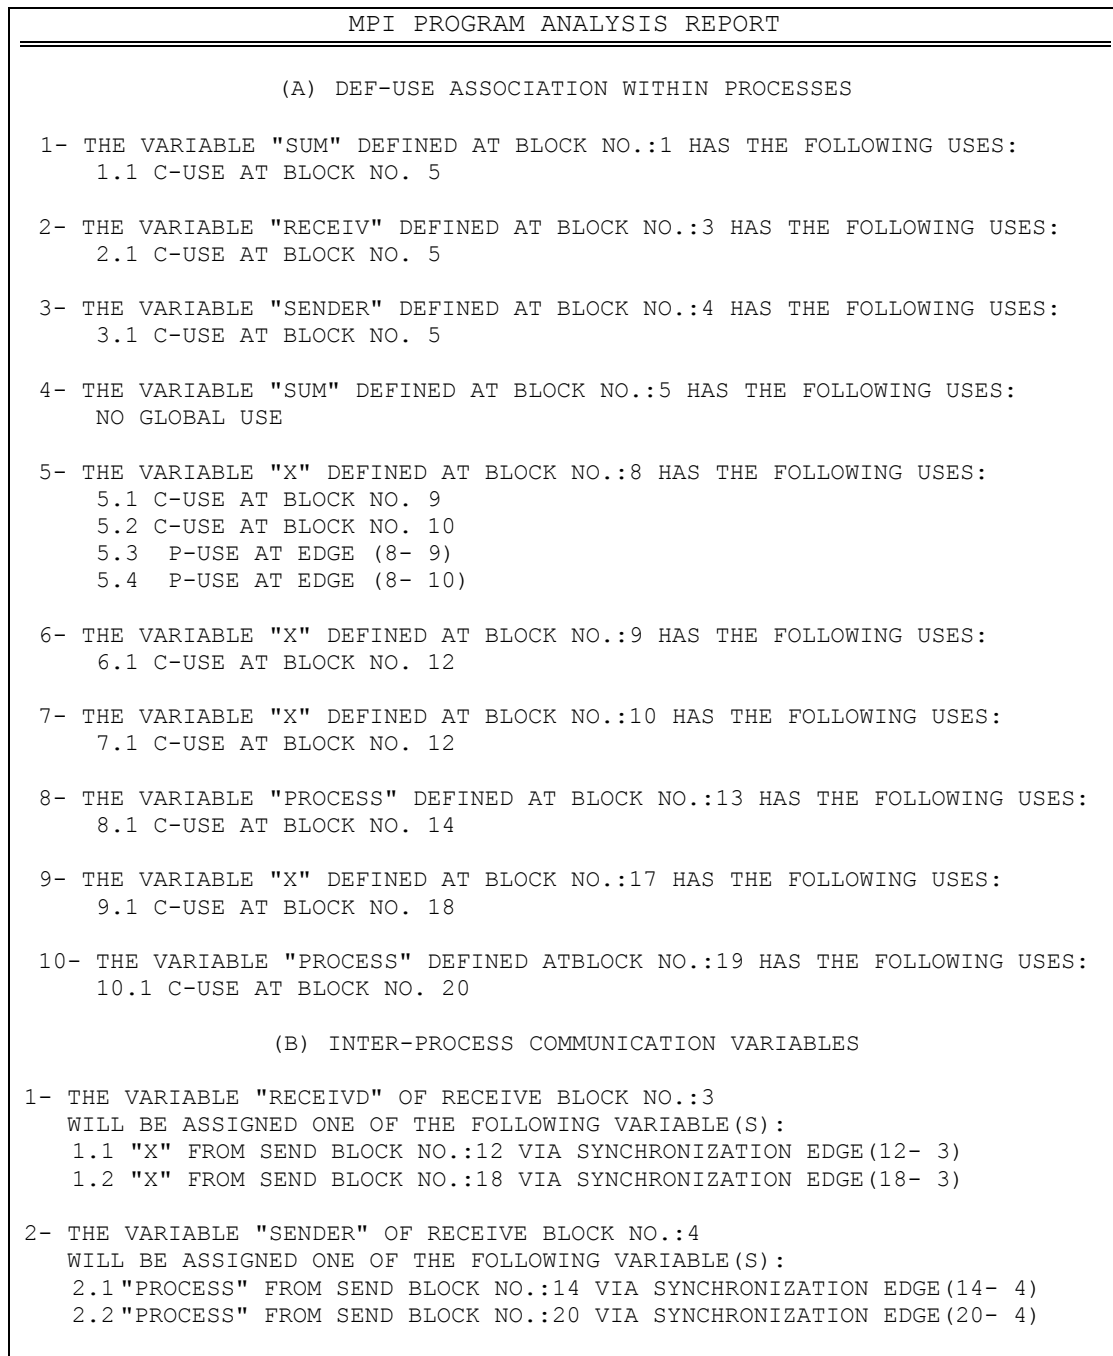 MPI PROGRAM ANALYSIS REPORT
(A) DEF-USE ASSOCIATION WITHIN PROCESSES
1- THE VARIABLE "SUM" DEFINED AT BLOCK NO.:1 HAS THE FOLLOWING USES:
1.1 C-USE AT BLOCK NO. 5
2- THE VARIABLE "RECEIV" DEFINED AT BLOCK NO.:3 HAS THE FOLLOWING USES:
2.1 C-USE AT BLOCK NO. 5
3- THE VARIABLE "SENDER" DEFINED AT BLOCK NO.:4 HAS THE FOLLOWING USES:
3.1 C-USE AT BLOCK NO. 5
4- THE VARIABLE "SUM" DEFINED AT BLOCK NO.:5 HAS THE FOLLOWING USES:
NO GLOBAL USE
5- THE VARIABLE "X" DEFINED AT BLOCK NO.:8 HAS THE FOLLOWING USES:
5.1 C-USE AT BLOCK NO. 9
5.2 C-USE AT BLOCK NO. 10
5.3 P-USE AT EDGE (8- 9)
5.4 P-USE AT EDGE (8- 10)
6- THE VARIABLE "X" DEFINED AT BLOCK NO.:9 HAS THE FOLLOWING USES:
6.1 C-USE AT BLOCK NO. 12
7- THE VARIABLE "X" DEFINED AT BLOCK NO.:10 HAS THE FOLLOWING USES:
7.1 C-USE AT BLOCK NO. 12
8- THE VARIABLE "PROCESS" DEFINED AT BLOCK NO.:13 HAS THE FOLLOWING USES:
8.1 C-USE AT BLOCK NO. 14
9- THE VARIABLE "X" DEFINED AT BLOCK NO.:17 HAS THE FOLLOWING USES:
9.1 C-USE AT BLOCK NO. 18
10- THE VARIABLE "PROCESS" DEFINED ATBLOCK NO.:19 HAS THE FOLLOWING USES:
10.1 C-USE AT BLOCK NO. 20
(B) INTER-PROCESS COMMUNICATION VARIABLES
1- THE VARIABLE "RECEIVD" OF RECEIVE BLOCK NO.:3
WILL BE ASSIGNED ONE OF THE FOLLOWING VARIABLE(S):
1.1 "X" FROM SEND BLOCK NO.:12 VIA SYNCHRONIZATION EDGE(12- 3)
1.2 "X" FROM SEND BLOCK NO.:18 VIA SYNCHRONIZATION EDGE(18- 3)
2- THE VARIABLE "SENDER" OF RECEIVE BLOCK NO.:4
WILL BE ASSIGNED ONE OF THE FOLLOWING VARIABLE(S):
2.1 "PROCESS" FROM SEND BLOCK NO.:14 VIA SYNCHRONIZATION EDGE(14- 4)
2.2 "PROCESS" FROM SEND BLOCK NO.:20 VIA SYNCHRONIZATION EDGE(20- 4)